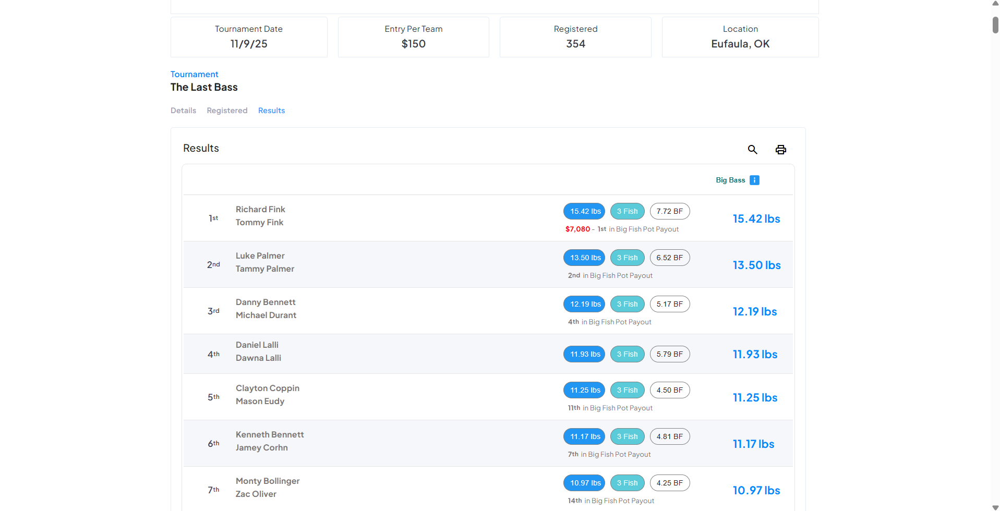 Tournament Date
11/9/25
Entry Per Team
$150
Registered
354
Location
Eufaula, OK
Tournament
The Last Bass
Details Registered Results
Results
Big Bass i
1st
Richard Fink
Tommy Fink
15.42 lbs 3 Fish 7.72 BF
$7,080 - 1st in Big Fish Pot Payout
15.42 lbs
2nd
Luke Palmer
Tammy Palmer
13.50 lbs 3 Fish 6.52 BF
2nd in Big Fish Pot Payout
13.50 lbs
3rd
Danny Bennett
Michael Durant
12.19 lbs 3 Fish 5.17 BF
4th in Big Fish Pot Payout
12.19 lbs
4th
Daniel Lalli
Dawna Lalli
11.93 lbs 3 Fish 5.79 BF
11.93 lbs
5th
Clayton Coppin
Mason Eudy
11.25 lbs 3 Fish 4.50 BF
11th in Big Fish Pot Payout
11.25 lbs
6th
Kenneth Bennett
Jamey Corhn
11.17 lbs 3 Fish 4.81 BF
7th in Big Fish Pot Payout
11.17 lbs
7th
Monty Bollinger
Zac Oliver
10.97 lbs 3 Fish 4.25 BF
14th in Big Fish Pot Payout
10.97 lbs